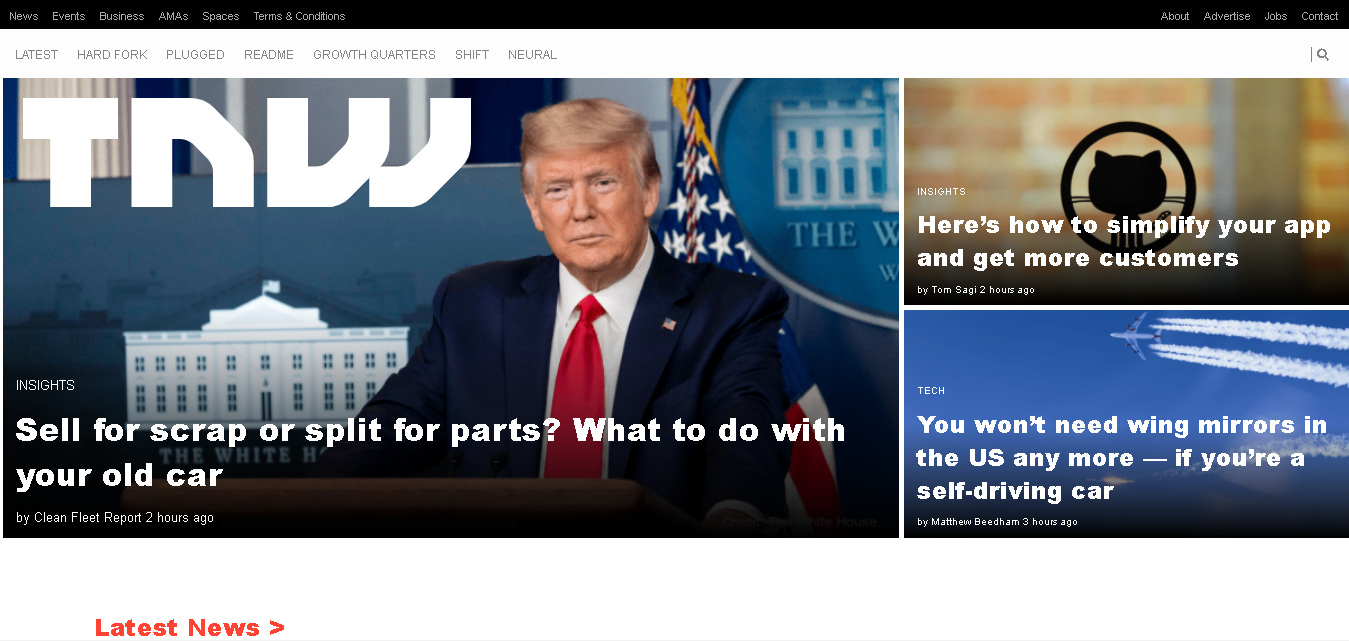 News Events Business AMAs Spaces Terms & Conditions About Advertise Jobs Contact
LATEST HARD FORK PLUGGED README GROWTH QUARTERS SHIFT NEURAL
TNW
THE W
INSIGHTS
Sell for scrap or split for parts? What to do with
your old car
THE WHITE H
by Clean Fleet Report 2 hours ago
Credit: The White House
INSIGHTS
Here's how to simplify your app
and get more customers
by Tom Sagi 2 hours ago
TECH
You won't need wing mirrors in
the US any more — if you're a
self-driving car
by Matthew Beedham 3 hours ago
Latest News >